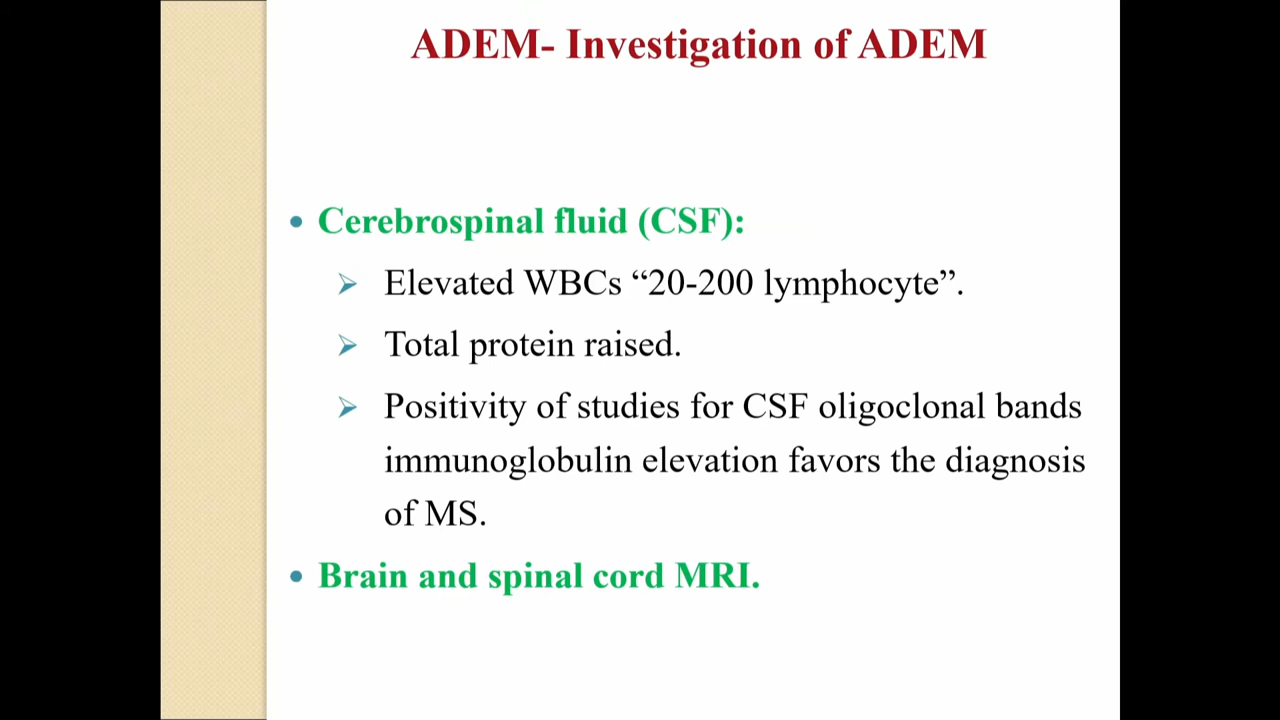 ADEM- Investigation of ADEM
• Cerebrospinal fluid (CSF):
➢ Elevated WBCs “20-200 lymphocyte”.
➢ Total protein raised.
➢ Positivity of studies for CSF oligoclonal bands
immunoglobulin elevation favors the diagnosis
of MS.
• Brain and spinal cord MRI.